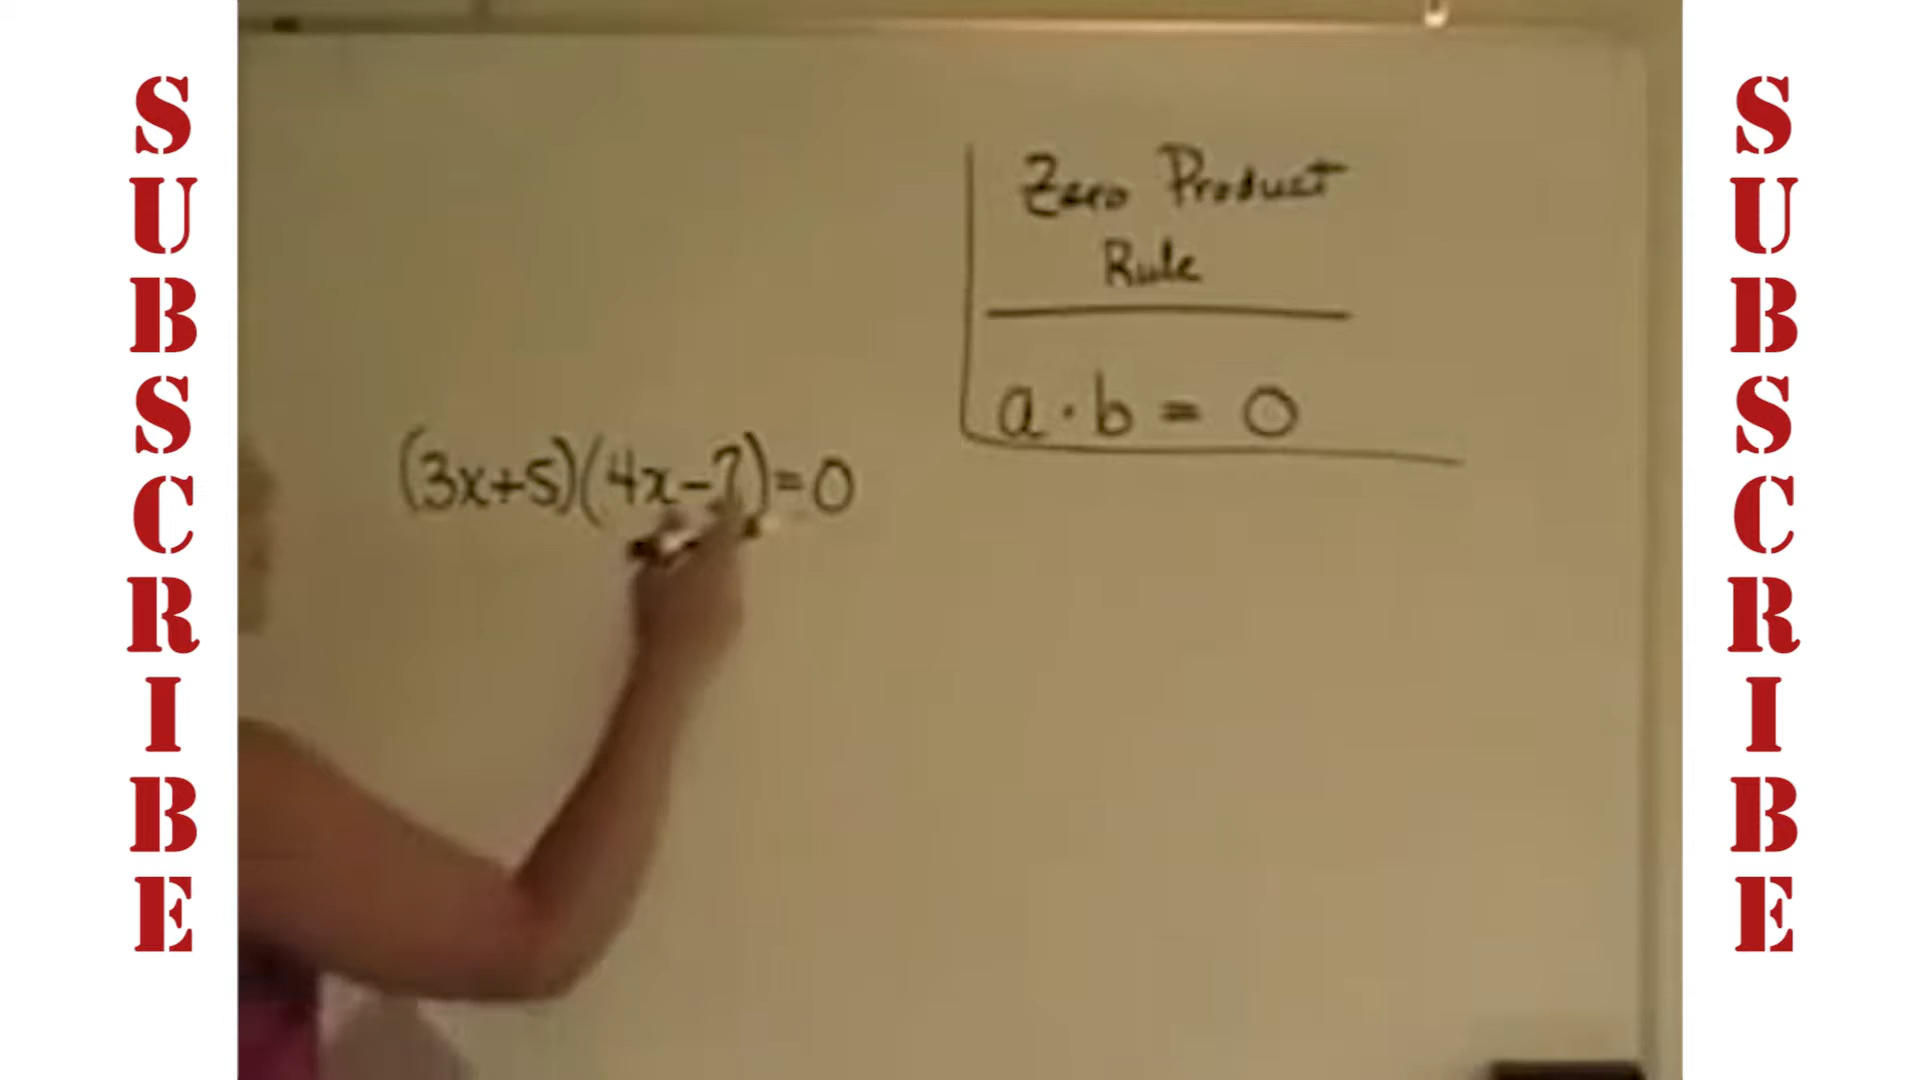 SUBSCRIBE
Zero Product
Rule
a · b = 0
(3x+5)(4x-7)=0
SUBSCRIBE